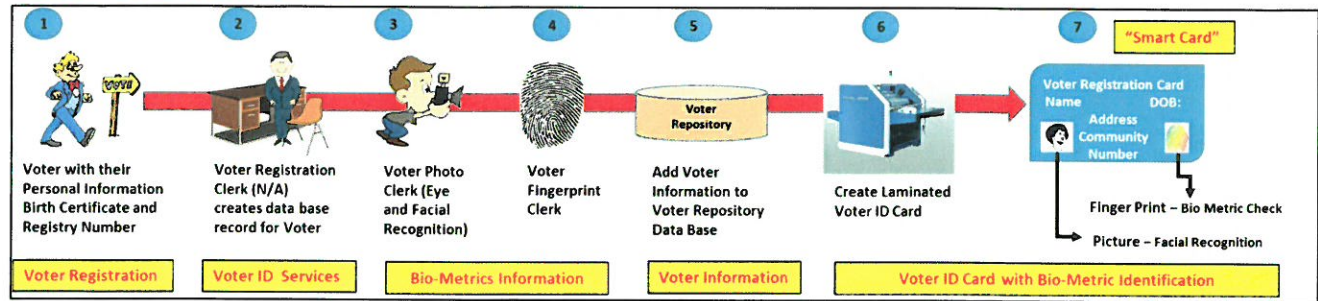 1
2
3
4
5
6
7
"Smart Card"
VOTE
Voter
Repository
Voter Registration Card
Name DOB:
Address
Community
Number
Voter with their
Personal Information
Birth Certificate and
Registry Number
Voter Registration
Clerk (N/A)
creates data base
record for Voter
Voter Photo
Clerk (Eye
and Facial
Recognition)
Voter
Fingerprint
Clerk
Add Voter
Information to
Voter Repository
Data Base
Create Laminated
Voter ID Card
Finger Print – Bio Metric Check
Picture – Facial Recognition
Voter Registration
Voter ID Services
Bio-Metrics Information
Voter Information
Voter ID Card with Bio-Metric Identification